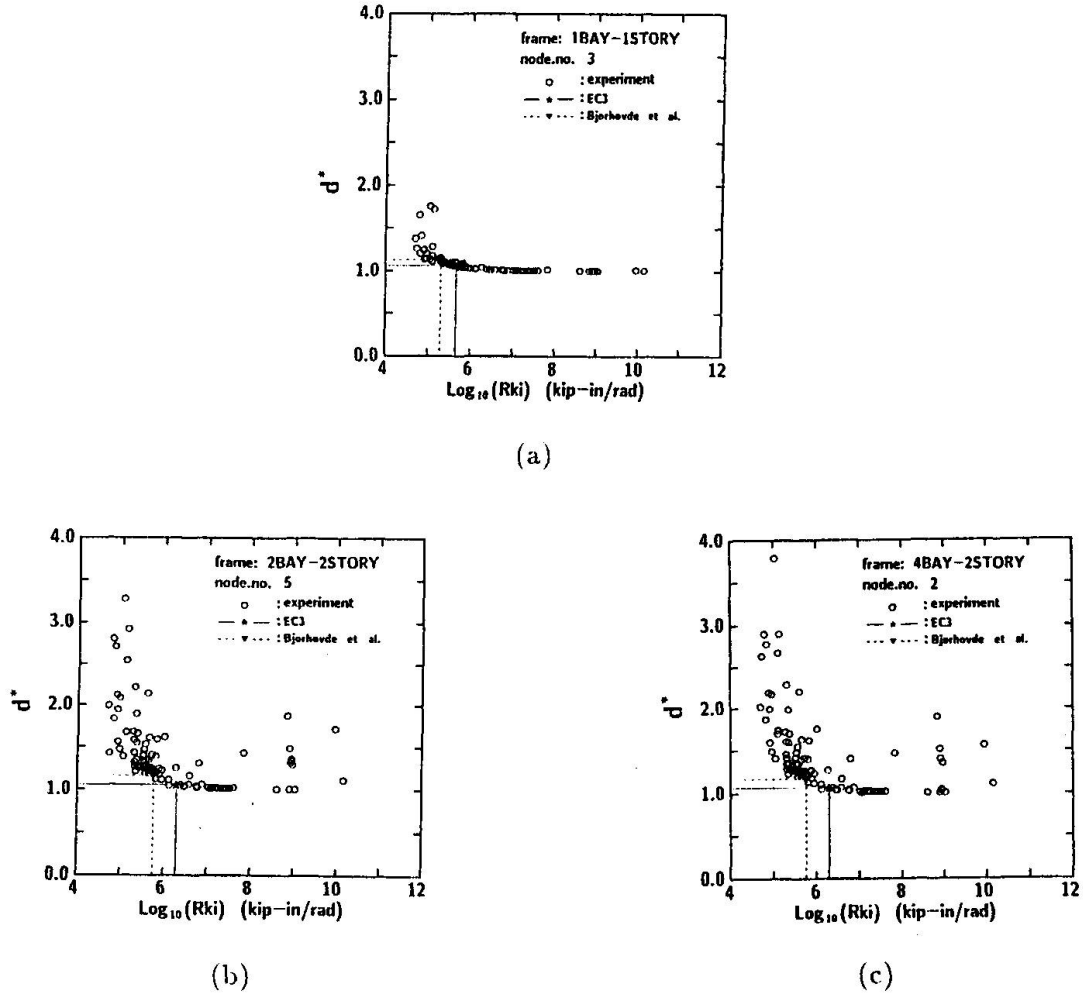 4.0
3.0
2.0
1.0
0.0
d*
frame: 1BAY-1STORY
node.no. 3
: experiment
: EC3
: Bjorhovde et al.
4 6 8 10 12
Log₁₀(Rki) (kip-in/rad)
(a)
4.0
3.0
2.0
1.0
0.0
d*
frame: 2BAY-2STORY
node.no. 5
: experiment
: EC3
: Bjorhovde et al.
4 6 8 10 12
Log₁₀(Rki) (kip-in/rad)
(b)
4.0
3.0
2.0
1.0
0.0
d*
frame: 4BAY-2STORY
node.no. 2
: experiment
: EC3
: Bjorhovde et al.
4 6 8 10 12
Log₁₀(Rki) (kip-in/rad)
(c)